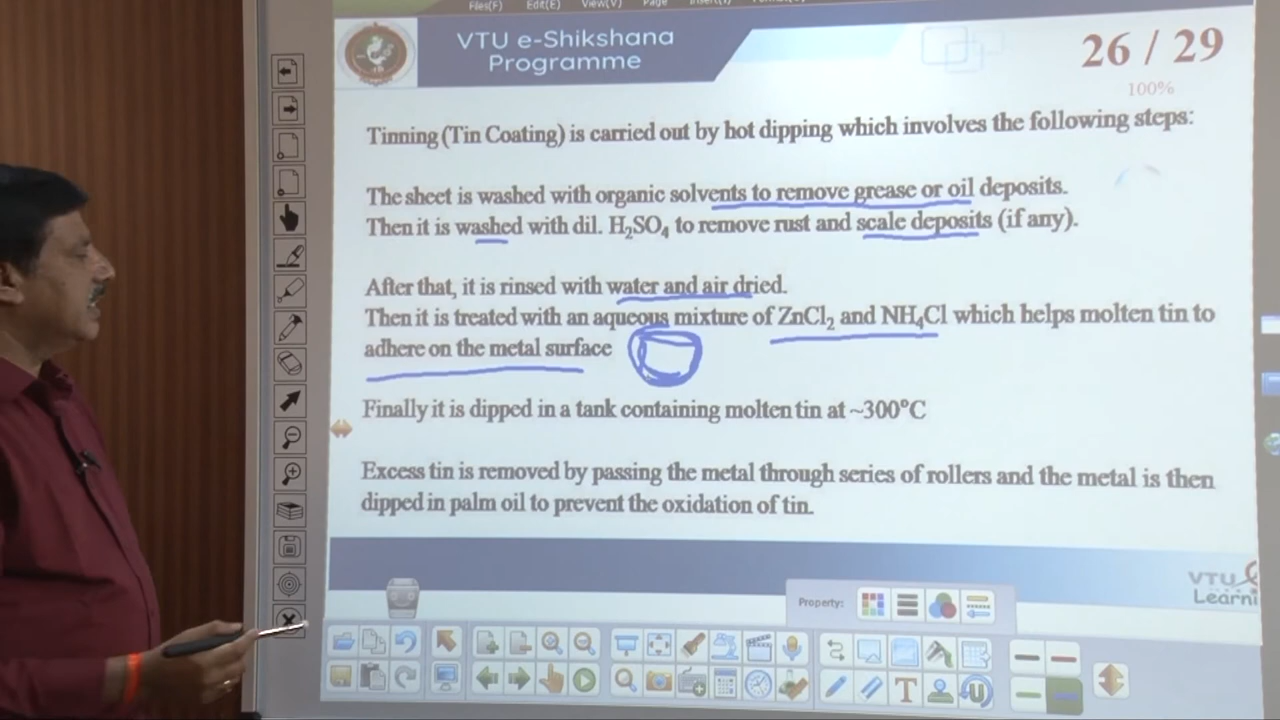 Files(F) Edit(E) View(V) Page Insert(I)
VTU e-Shikshana
Programme
26 / 29
100%
Tinning (Tin Coating) is carried out by hot dipping which involves the following steps:
The sheet is washed with organic solvents to remove grease or oil deposits.
Then it is washed with dil. H₂SO₄ to remove rust and scale deposits (if any).
After that, it is rinsed with water and air dried.
Then it is treated with an aqueous mixture of ZnCl₂ and NH₄Cl which helps molten tin to
adhere on the metal surface
Finally it is dipped in a tank containing molten tin at ~300°C
Excess tin is removed by passing the metal through series of rollers and the metal is then
dipped in palm oil to prevent the oxidation of tin.
VTU
Learni
Property: